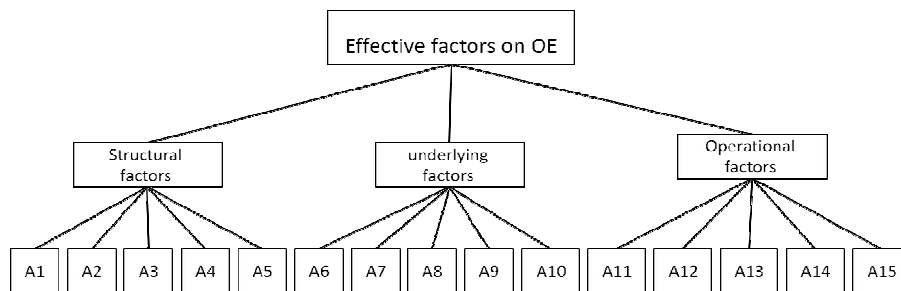 Effective factors on OE
Structural
factors
underlying
factors
Operational
factors
A1 A2 A3 A4 A5 A6 A7 A8 A9 A10 A11 A12 A13 A14 A15